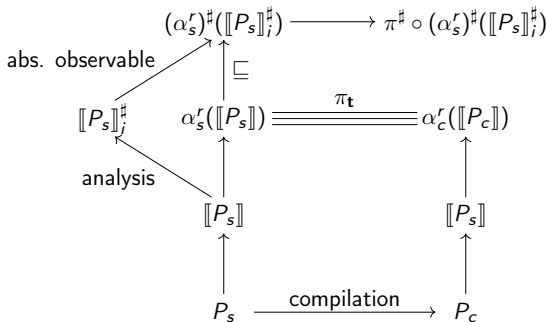 (α_s^r)^♯(⟦P_s⟧_i^♯) π^♯ ∘ (α_s^r)^♯(⟦P_s⟧_i^♯)
abs. observable
⊑
⟦P_s⟧_i^♯ α_s^r(⟦P_s⟧) π_t α_c^r(⟦P_c⟧)
analysis
⟦P_s⟧ ⟦P_s⟧
compilation
P_s P_c